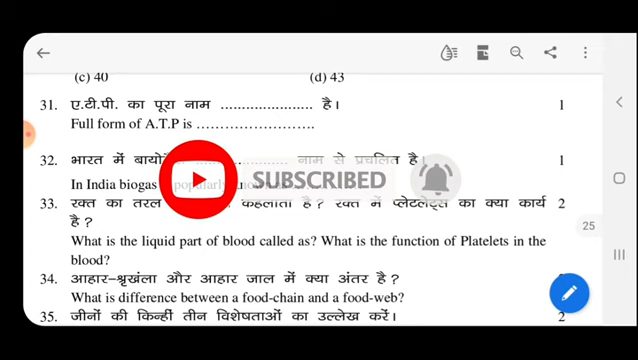 (c) 40 (d) 43
31. ए.टी.पी. का पूरा नाम ...................... है। 1
Full form of A.T.P is …………………….
32. भारत में नाम से प्रचलित है। 1
SUBSCRIBED
In India biogas
33. रक्त का तरल कहलाता है? रक्त में प्लेटलेट्स का क्या कार्य 2
है?
25
What is the liquid part of blood called as? What is the function of Platelets in the
blood?
34. आहार–श्रृंखला और आहार जाल में क्या अंतर है?
What is difference between a food-chain and a food-web?
35. जीनों की किन्हीं तीन विशेषताओं का उल्लेख करें। 2